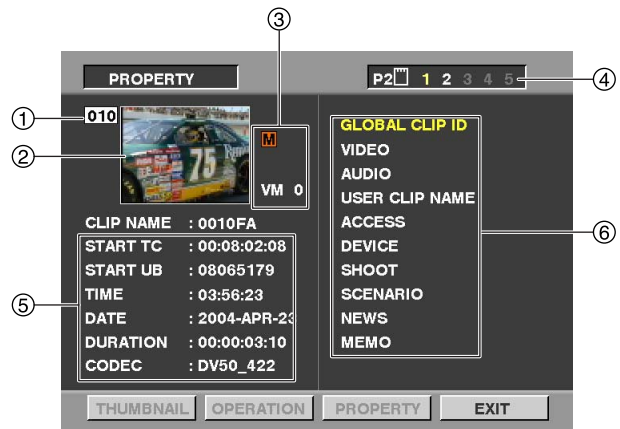 ③
PROPERTY
P2 1 2 3 4 5
④
①
010
②
75
M
VM 0
CLIP NAME : 0010FA
⑤
START TC : 00:08:02:08
START UB : 08065179
TIME : 03:56:23
DATE : 2004-APR-23
DURATION : 00:00:03:10
CODEC : DV50_422
GLOBAL CLIP ID
VIDEO
AUDIO
USER CLIP NAME
ACCESS
DEVICE
SHOOT
SCENARIO
NEWS
MEMO
⑥
THUMBNAIL OPERATION PROPERTY EXIT